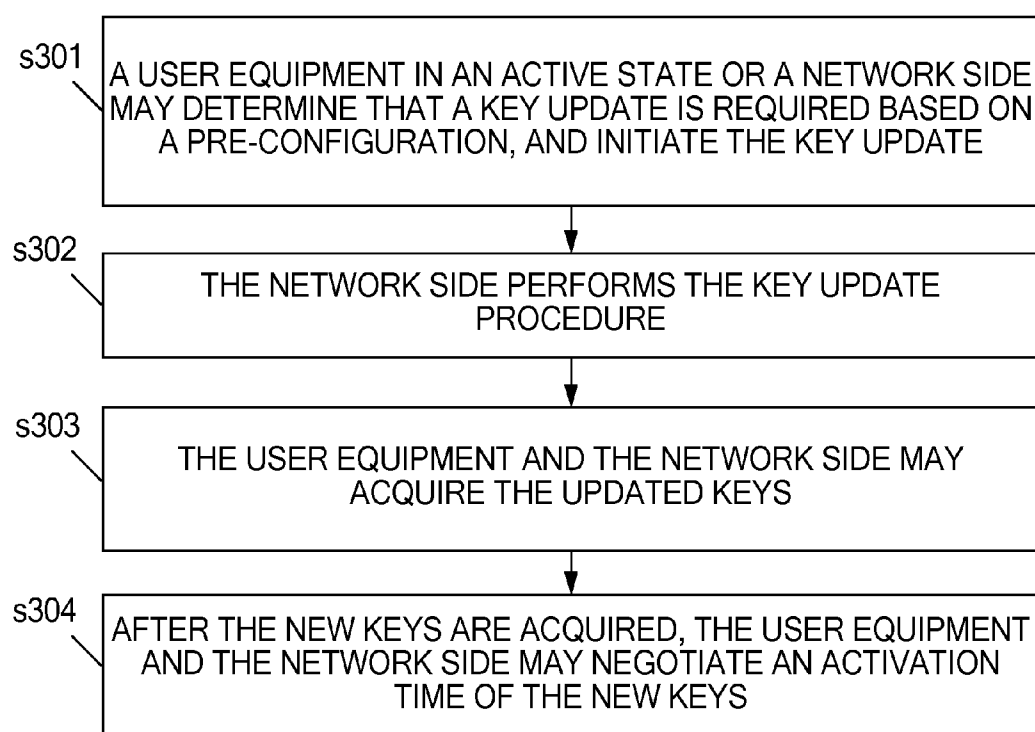 s301
A USER EQUIPMENT IN AN ACTIVE STATE OR A NETWORK SIDE
MAY DETERMINE THAT A KEY UPDATE IS REQUIRED BASED ON
A PRE-CONFIGURATION, AND INITIATE THE KEY UPDATE
s302
THE NETWORK SIDE PERFORMS THE KEY UPDATE
PROCEDURE
s303
THE USER EQUIPMENT AND THE NETWORK SIDE MAY
ACQUIRE THE UPDATED KEYS
s304
AFTER THE NEW KEYS ARE ACQUIRED, THE USER EQUIPMENT
AND THE NETWORK SIDE MAY NEGOTIATE AN ACTIVATION
TIME OF THE NEW KEYS